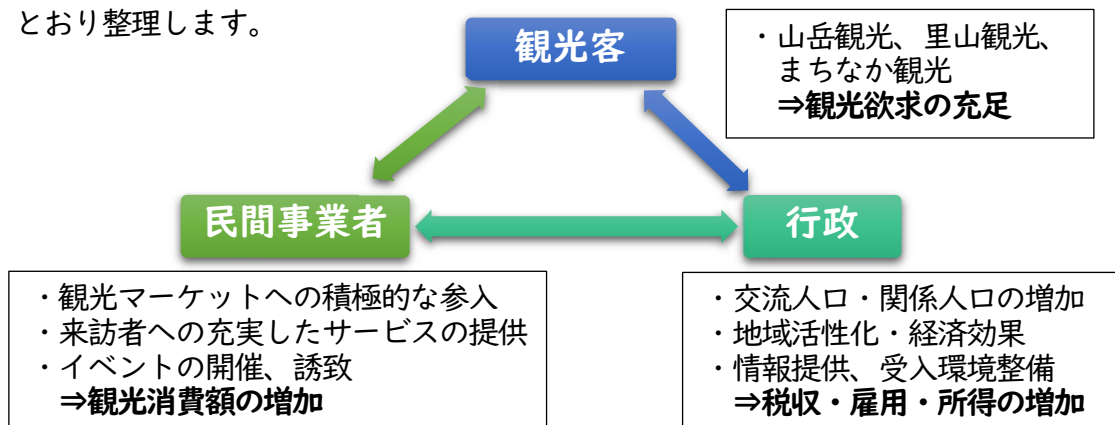 とおり整理します。
観光客
・山岳観光、里山観光、
まちなか観光
⇒観光欲求の充足
民間事業者
行政
・観光マーケットへの積極的な参入
・来訪者への充実したサービスの提供
・イベントの開催、誘致
⇒観光消費額の増加
・交流人口・関係人口の増加
・地域活性化・経済効果
・情報提供、受入環境整備
⇒税収・雇用・所得の増加